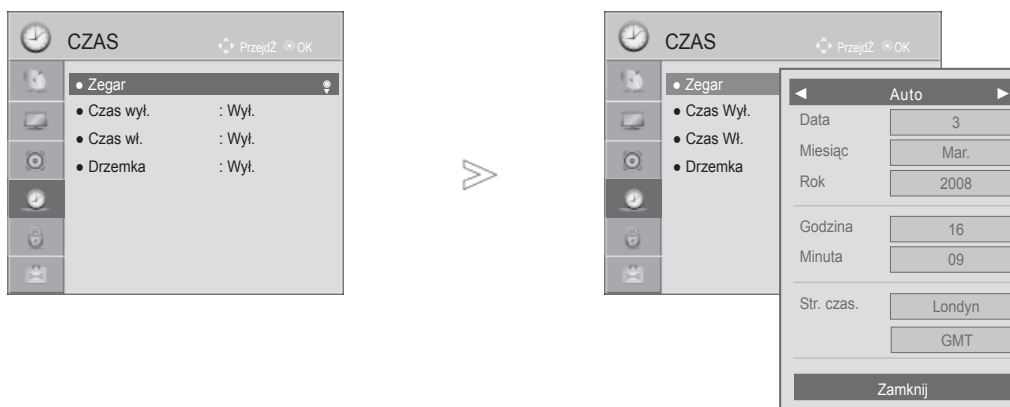 CZAS PrzejdŹ OK
● Zegar
● Czas wył. : Wył.
● Czas wł. : Wył.
● Drzemka : Wył.
CZAS PrzejdŹ OK
● Zegar
● Czas Wył.
● Czas Wł.
● Drzemka
◄ Auto ►
Data 3
Miesiąc Mar.
Rok 2008
Godzina 16
Minuta 09
Str. czas. Londyn
GMT
Zamknij